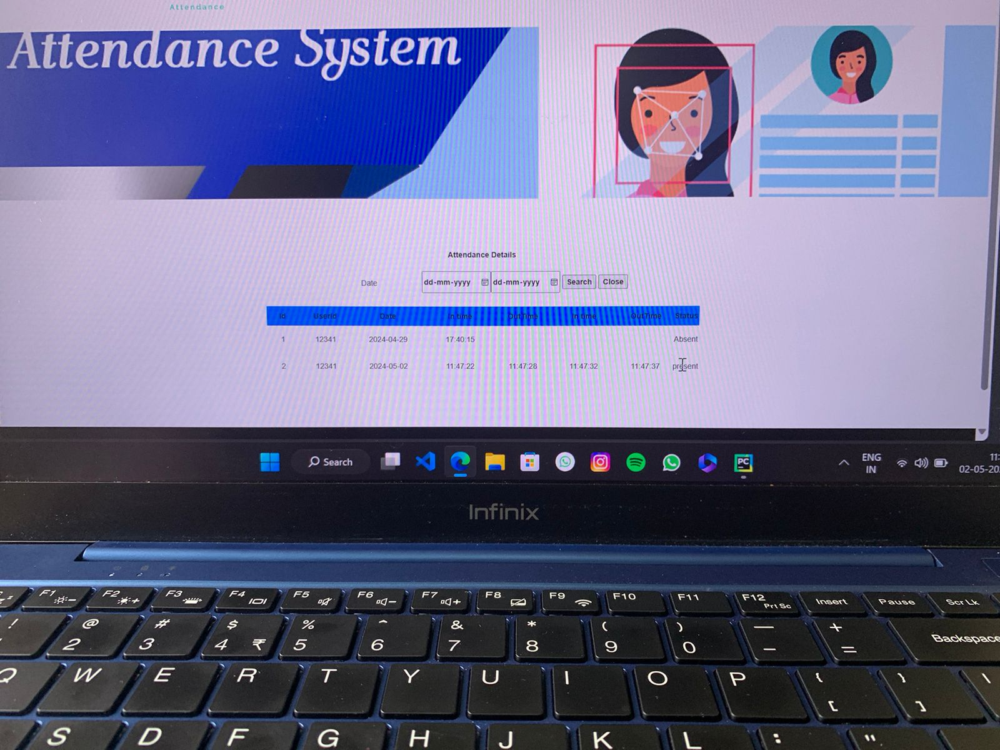 Attendance
Attendance System
Attendance Details
Date dd-mm-yyyy dd-mm-yyyy Search Close
Id UserId Date In time OutTime In time OutTime Status
1 12341 2024-04-29 17:40:15 Absent
2 12341 2024-05-02 11:47:22 11:47:28 11:47:32 11:47:37 present
Search PC ENG 11:
IN 02-05-20
Infinix
F1 F2 F3 F4 F5 F6 F7 F8 F9 F10 F11 F12 Prt Sc Insert Pause Scr Lk
! @ # $ % ^ & * ( ) — +
2 3 4 ₹ 5 6 7 8 9 0 - = Backspace
Q W E R T Y U I O P { }
[ ]
S D F G H J K L : "